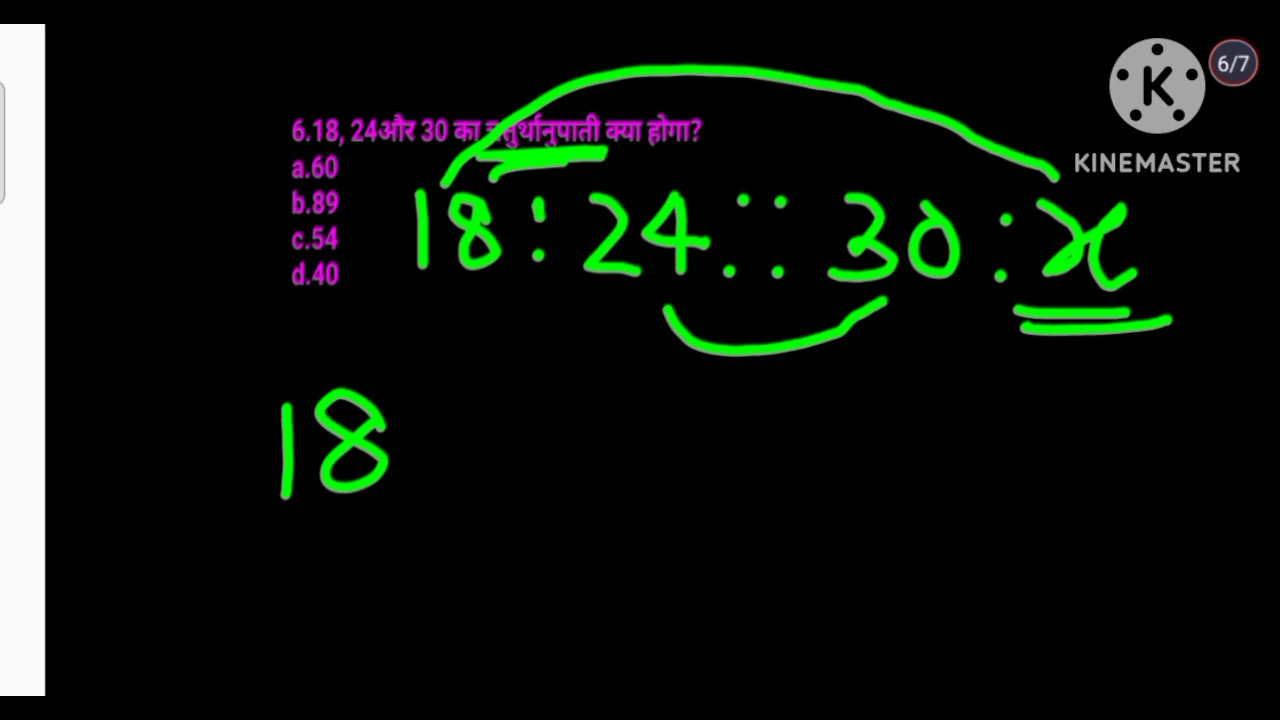 6/7
KINEMASTER
6.18, 24और 30 का चतुर्थानुपाती क्या होगा?
a.60
b.89
c.54
d.40
18 : 24 :: 30 : x
18